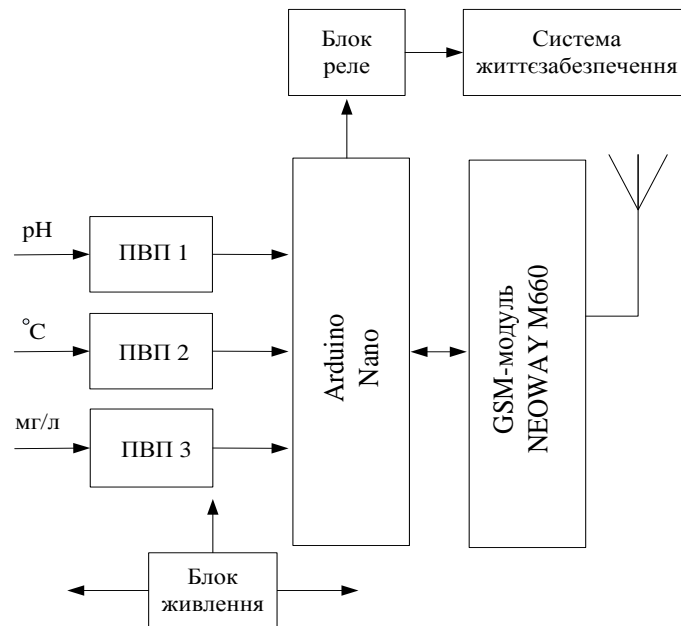 Блок
реле
Система
життєзабезпечення
pH
ПВП 1
°C
ПВП 2
мг/л
ПВП 3
Arduino
Nano
GSM-модуль
NEOWAY M660
Блок
живлення